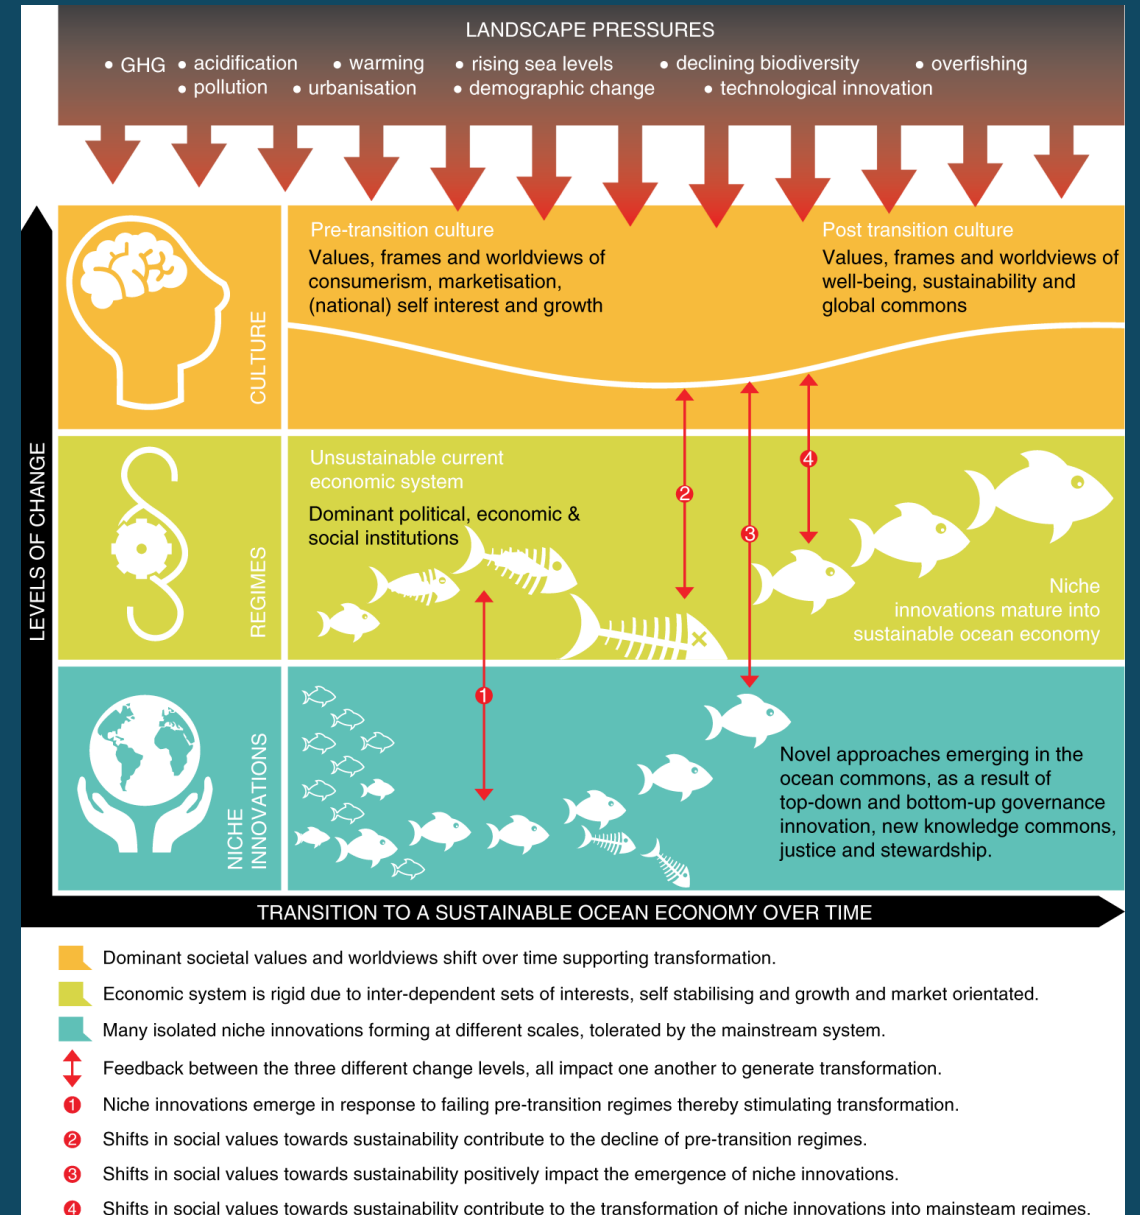 LANDSCAPE PRESSURES
• GHG • acidification • warming • rising sea levels • declining biodiversity • overfishing
• pollution • urbanisation • demographic change • technological innovation
LEVELS OF CHANGE
CULTURE
Pre-transition culture
Values, frames and worldviews of
consumerism, marketisation,
(national) self interest and growth
Post transition culture
Values, frames and worldviews of
well-being, sustainability and
global commons
REGIMES
Unsustainable current
economic system
Dominant political, economic &
social institutions
2
4
3
Niche
innovations mature into
sustainable ocean economy
NICHE
INNOVATIONS
1
Novel approaches emerging in the
ocean commons, as a result of
top-down and bottom-up governance
innovation, new knowledge commons,
justice and stewardship.
TRANSITION TO A SUSTAINABLE OCEAN ECONOMY OVER TIME
Dominant societal values and worldviews shift over time supporting transformation.
Economic system is rigid due to inter-dependent sets of interests, self stabilising and growth and market orientated.
Many isolated niche innovations forming at different scales, tolerated by the mainstream system.
Feedback between the three different change levels, all impact one another to generate transformation.
1 Niche innovations emerge in response to failing pre-transition regimes thereby stimulating transformation.
2 Shifts in social values towards sustainability contribute to the decline of pre-transition regimes.
3 Shifts in social values towards sustainability positively impact the emergence of niche innovations.
4 Shifts in social values towards sustainability contribute to the transformation of niche innovations into mainsteam regimes.